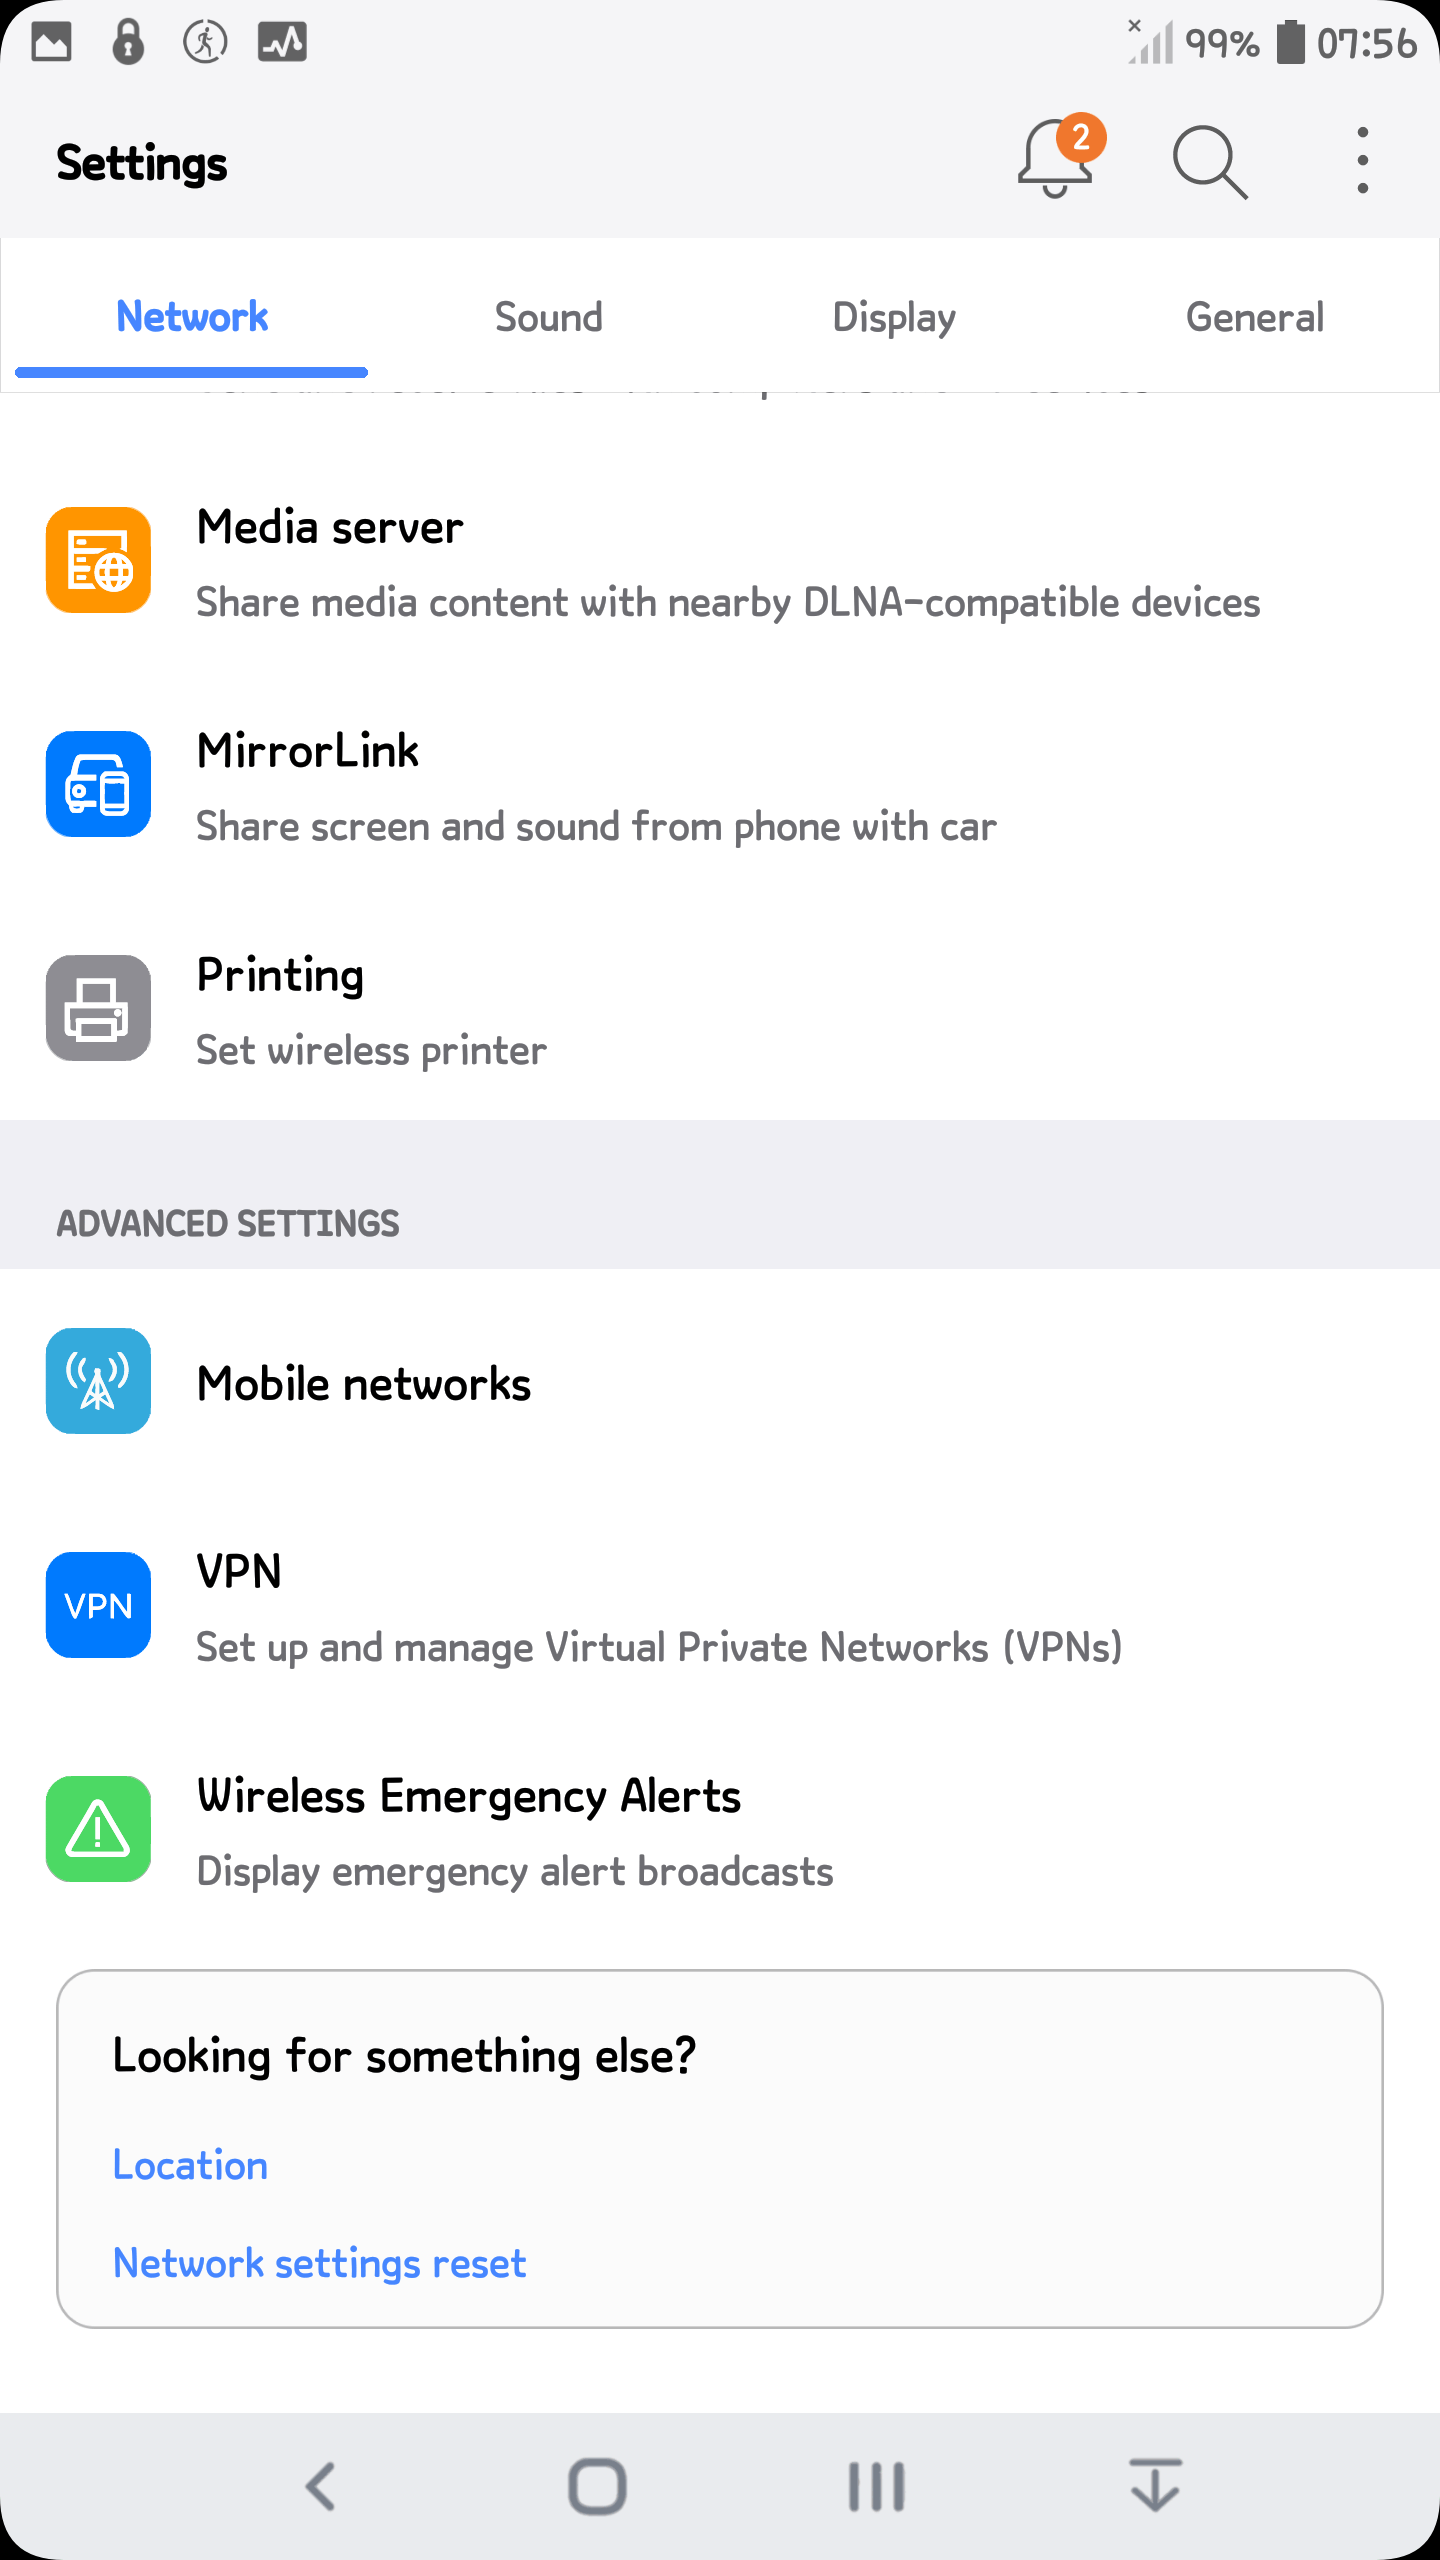 99% 07:56
Settings
2
Network Sound Display General
Media server
Share media content with nearby DLNA-compatible devices
MirrorLink
Share screen and sound from phone with car
Printing
Set wireless printer
ADVANCED SETTINGS
Mobile networks
VPN
VPN
Set up and manage Virtual Private Networks (VPNs)
Wireless Emergency Alerts
Display emergency alert broadcasts
Looking for something else?
Location
Network settings reset